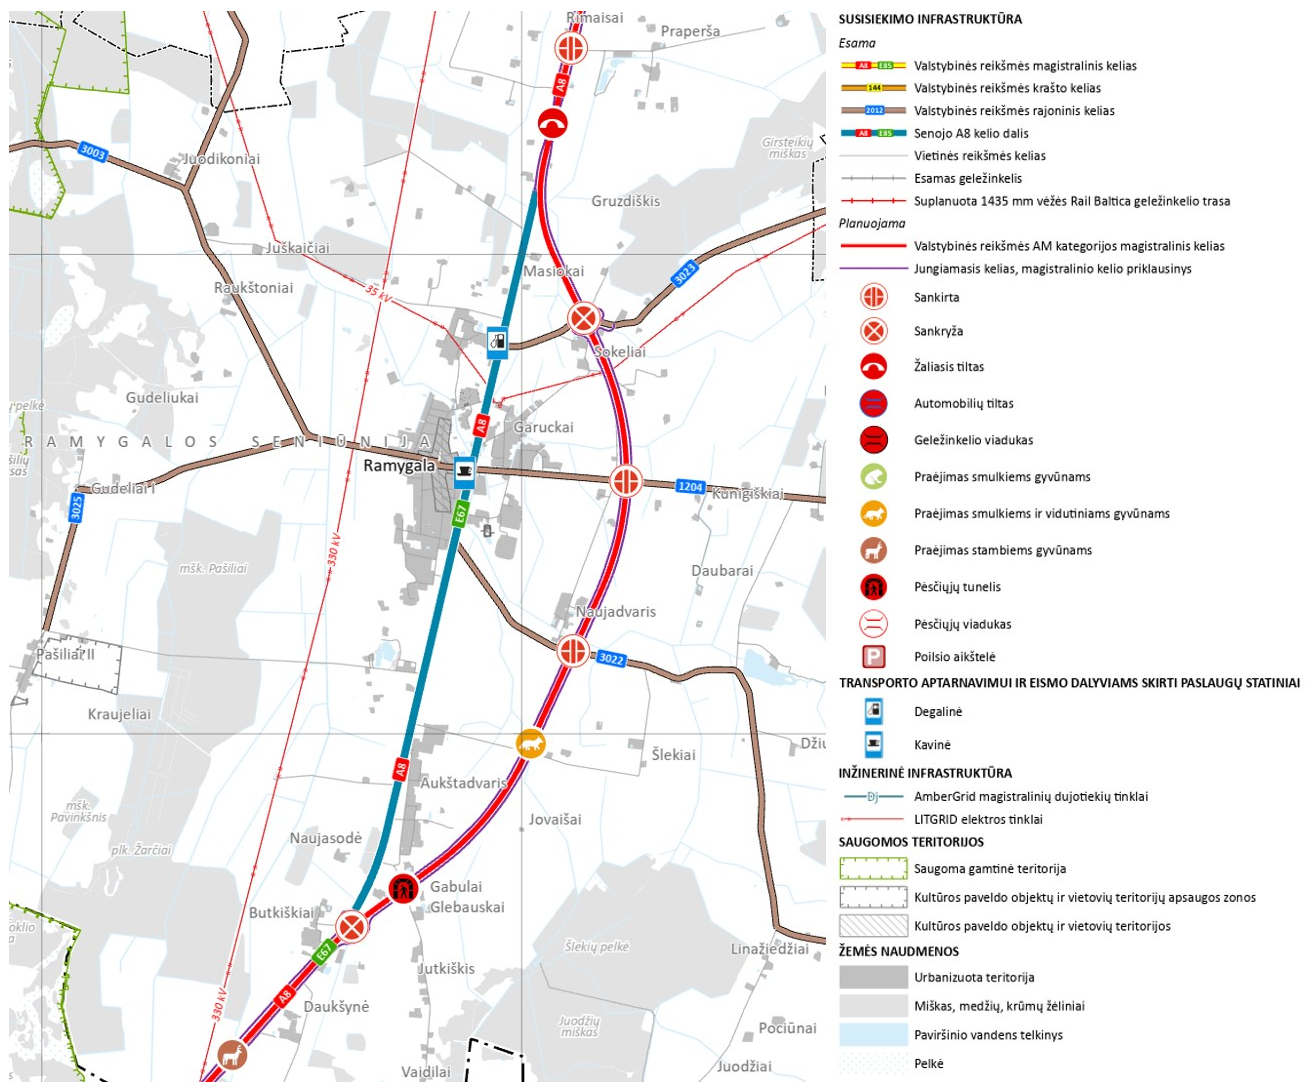 Rimaisai
Praperša
A8
Girsteikių
miškas
3003
Juodikoniai
Gruzdiškis
Juškaičiai
Masiokai
3023
Raukštoniai
35 kV
Sokeliai
Gudeliukai
A8
Garuckai
RAMYGALOS SENIŪNIJA
Ramygala
Gudeliai I
1204
Kunigiškiai
3025
E67
330 kV
mšk. Pašiliai
Daubarai
Naujadvaris
Pašiliai II
3022
Kraujeliai
Šlekiai
Džiu
A8
Aukštadvaris
mšk.
Pavinkšnis
Jovaišai
Naujasodė
plk. Žarčiai
Gabulai
Glebauskai
Butkiškiai
E67
Šlekių pelkė
Linažiedžiai
Jutkiškis
A8
330 kV
Daukšynė
Juodžių
miškas
Pociūnai
Vaidilai
Juodžiai
SUSISIEKIMO INFRASTRUKTŪRA
Esama
A8 E85 Valstybinės reikšmės magistralinis kelias
144 Valstybinės reikšmės krašto kelias
2012 Valstybinės reikšmės rajoninis kelias
A8 E85 Senojo A8 kelio dalis
Vietinės reikšmės kelias
Esamas geležinkelis
Suplanuota 1435 mm vėžės Rail Baltica geležinkelio trasa
Planuojama
Valstybinės reikšmės AM kategorijos magistralinis kelias
Jungiamasis kelias, magistralinio kelio priklausinys
Sankirta
Sankryža
Žaliasis tiltas
Automobilių tiltas
Geležinkelio viadukas
Praėjimas smulkiems gyvūnams
Praėjimas smulkiems ir vidutiniams gyvūnams
Praėjimas stambiems gyvūnams
Pėsčiųjų tunelis
Pėsčiųjų viadukas
P Poilsio aikštelė
TRANSPORTO APTARNAVIMUI IR EISMO DALYVIAMS SKIRTI PASLAUGŲ STATINIAI
Degalinė
Kavinė
INŽINERINĖ INFRASTRUKTŪRA
Dj AmberGrid magistralinių dujotiekių tinklai
LITGRID elektros tinklai
SAUGOMOS TERITORIJOS
Saugoma gamtinė teritorija
Kultūros paveldo objektų ir vietovių teritorijų apsaugos zonos
Kultūros paveldo objektų ir vietovių teritorijos
ŽEMĖS NAUDMENOS
Urbanizuota teritorija
Miškas, medžių, krūmų žėliniai
Paviršinio vandens telkinys
Pelkė